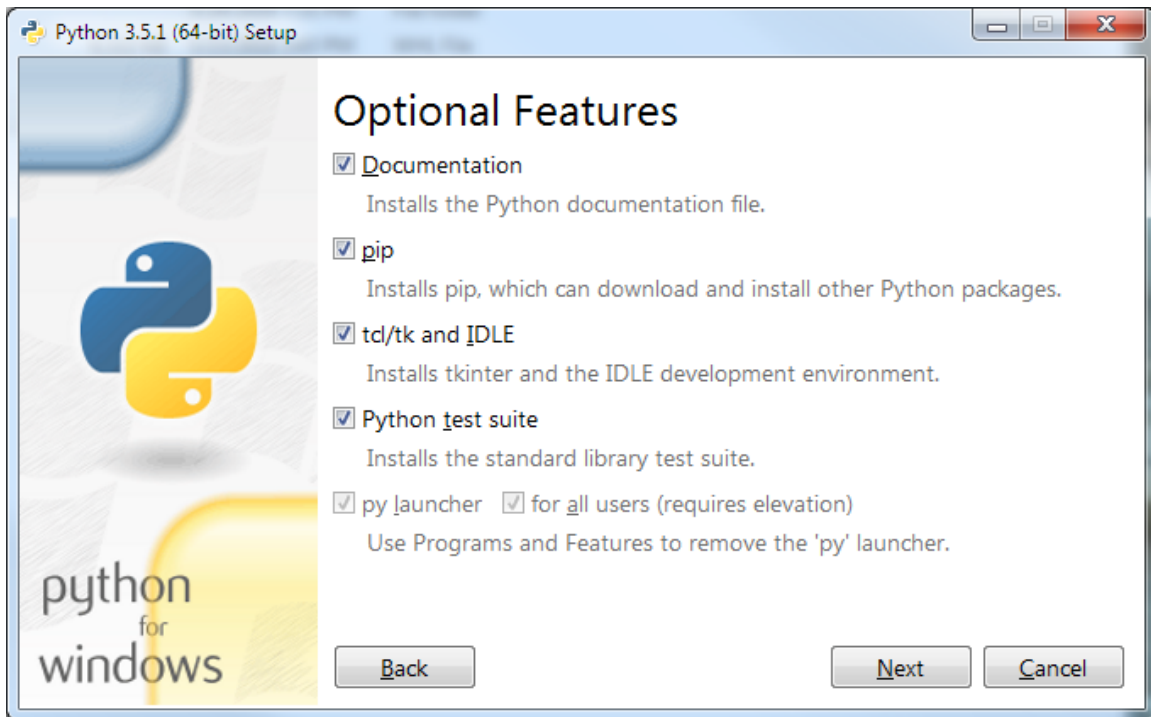 Python 3.5.1 (64-bit) Setup
Optional Features
Documentation
Installs the Python documentation file.
pip
Installs pip, which can download and install other Python packages.
tcl/tk and IDLE
Installs tkinter and the IDLE development environment.
Python test suite
Installs the standard library test suite.
py launcher for all users (requires elevation)
Use Programs and Features to remove the 'py' launcher.
python
for
windows
Back Next Cancel